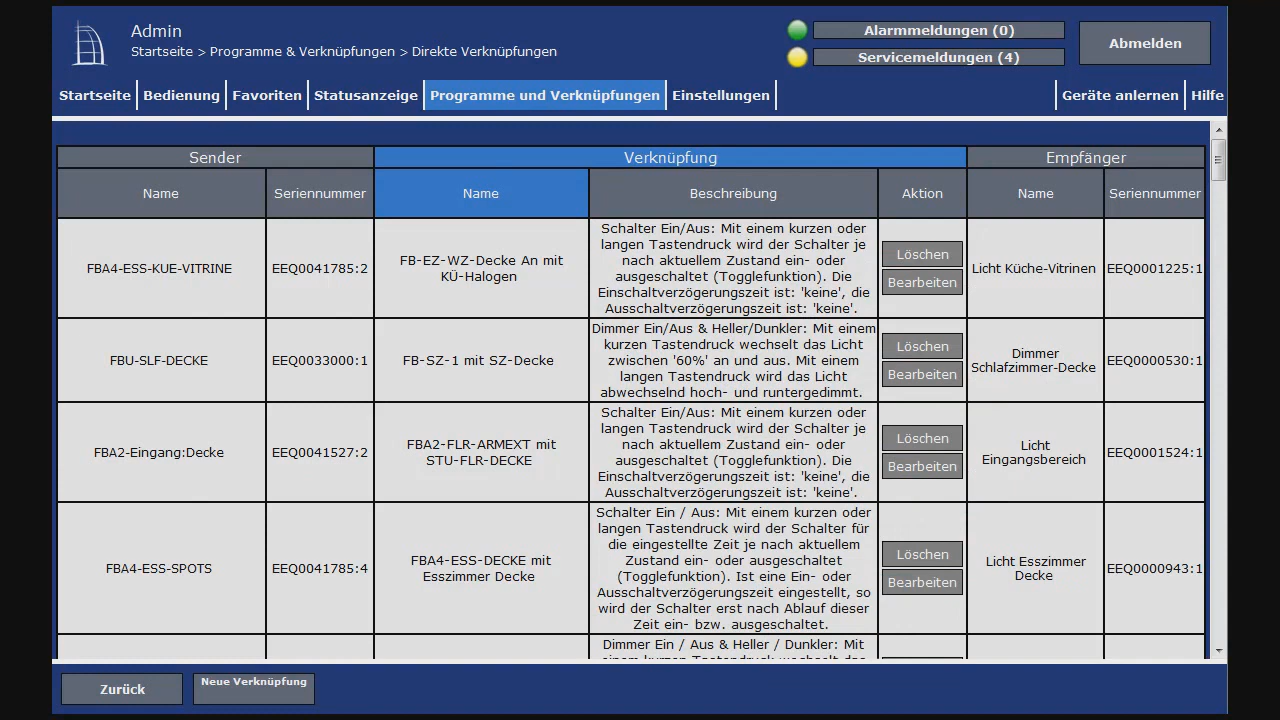 Admin
Startseite > Programme & Verknüpfungen > Direkte Verknüpfungen
Alarmmeldungen (0)
Servicemeldungen (4)
Abmelden
Startseite
Bedienung
Favoriten
Statusanzeige
Programme und Verknüpfungen
Einstellungen
Geräte anlernen
Hilfe
Sender
Verknüpfung
Empfänger
Name
Seriennummer
Name
Beschreibung
Aktion
Name
Seriennummer
FBA4-ESS-KUE-VITRINE
EEQ0041785:2
FB-EZ-WZ-Decke An mit
KÜ-Halogen
Schalter Ein/Aus: Mit einem kurzen oder
langen Tastendruck wird der Schalter je
nach aktuellem Zustand ein- oder
ausgeschaltet (Togglefunktion). Die
Einschaltverzögerungszeit ist: 'keine', die
Ausschaltverzögerungszeit ist: 'keine'.
Löschen
Bearbeiten
Licht Küche-Vitrinen
EEQ0001225:1
FBU-SLF-DECKE
EEQ0033000:1
FB-SZ-1 mit SZ-Decke
Dimmer Ein/Aus & Heller/Dunkler: Mit einem
kurzen Tastendruck wechselt das Licht
zwischen '60%' an und aus. Mit einem
langen Tastendruck wird das Licht
abwechselnd hoch- und runtergedimmt.
Löschen
Bearbeiten
Dimmer
Schlafzimmer-Decke
EEQ0000530:1
FBA2-Eingang:Decke
EEQ0041527:2
FBA2-FLR-ARMEXT mit
STU-FLR-DECKE
Schalter Ein/Aus: Mit einem kurzen oder
langen Tastendruck wird der Schalter je
nach aktuellem Zustand ein- oder
ausgeschaltet (Togglefunktion). Die
Einschaltverzögerungszeit ist: 'keine', die
Ausschaltverzögerungszeit ist: 'keine'.
Löschen
Bearbeiten
Licht
Eingangsbereich
EEQ0001524:1
FBA4-ESS-SPOTS
EEQ0041785:4
FBA4-ESS-DECKE mit
Esszimmer Decke
Schalter Ein / Aus: Mit einem kurzen oder
langen Tastendruck wird der Schalter für
die eingestellte Zeit je nach aktuellem
Zustand ein- oder ausgeschaltet
(Togglefunktion). Ist eine Ein- oder
Ausschaltverzögerungszeit eingestellt, so
wird der Schalter erst nach Ablauf dieser
Zeit ein- bzw. ausgeschaltet.
Löschen
Bearbeiten
Licht Esszimmer
Decke
EEQ0000943:1
Dimmer Ein / Aus & Heller / Dunkler: Mit
einem kurzen Tastendruck wechselt das
Zurück
Neue Verknüpfung